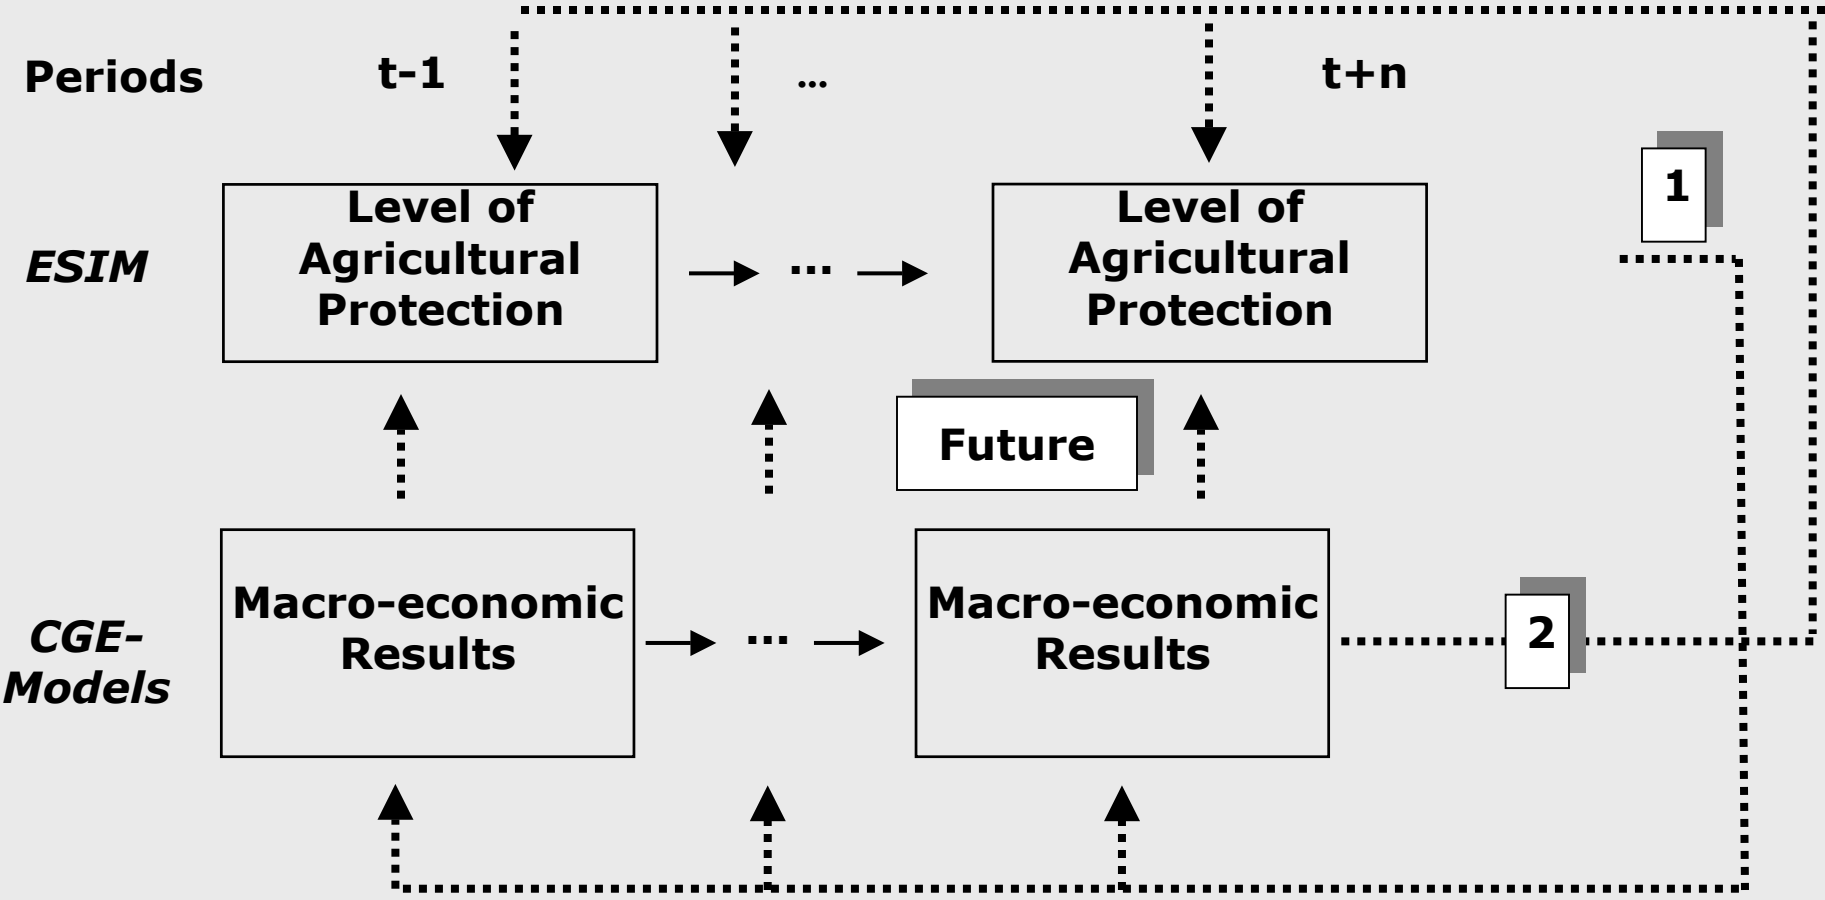 Periods
t-1
...
t+n
1
ESIM
Level of
Agricultural
Protection
...
Level of
Agricultural
Protection
Future
CGE-
Models
Macro-economic
Results
...
Macro-economic
Results
2